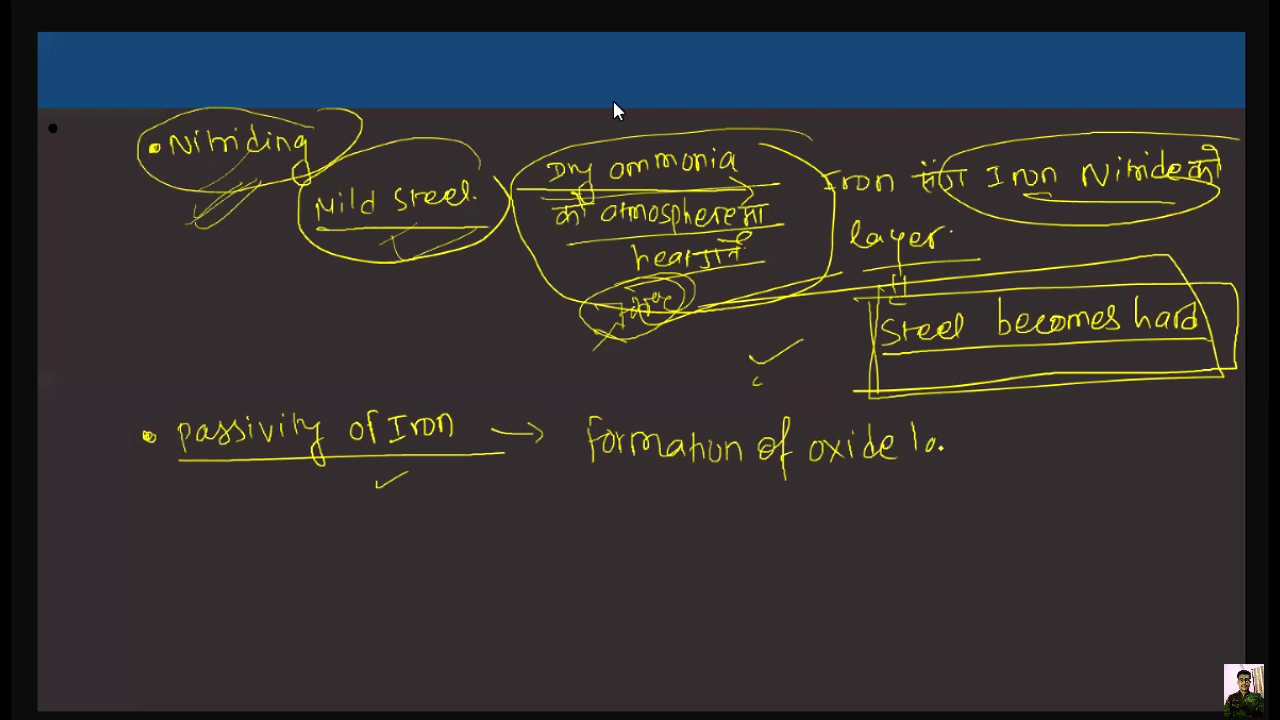 • Nitriding
Mild Steel.
Dry ammonia
को atmosphere मा
heat गर्ने
Iron मा Iron Nitride को
layer.
Steel becomes hard
• passivity of Iron → formation of oxide la